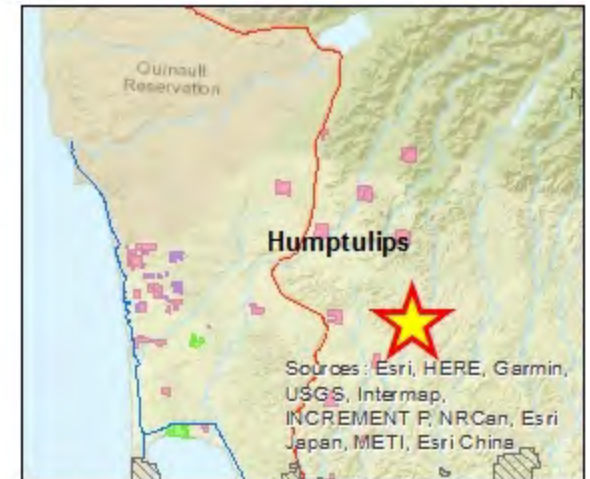 Quinault
Reservation
Humptulips
Sources: Esri, HERE, Garmin,
USGS, Intermap,
INCREMENT P, NRCan, Esri
Japan, METI, Esri China